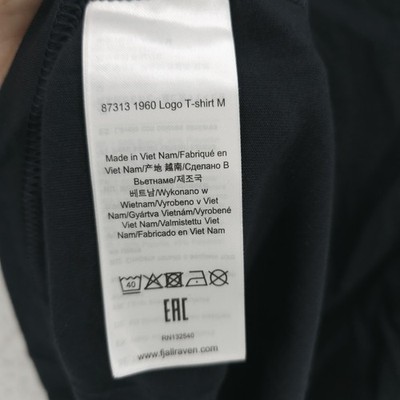 87313 1960 Logo T-shirt M
Made in Viet Nam/Fabriqué en
Viet Nam/产地 越南/Сделано В
Вьетнаме/제조국
베트남/Wykonano w
Wietnam/Vyrobeno v Viet
Nam/Gyártva Vietnám/Vyrobené
Viet Nam/Valmistettu Viet
Nam/Fabricado en Viet Nam
40
EAC
RN132540
www.fjallraven.com